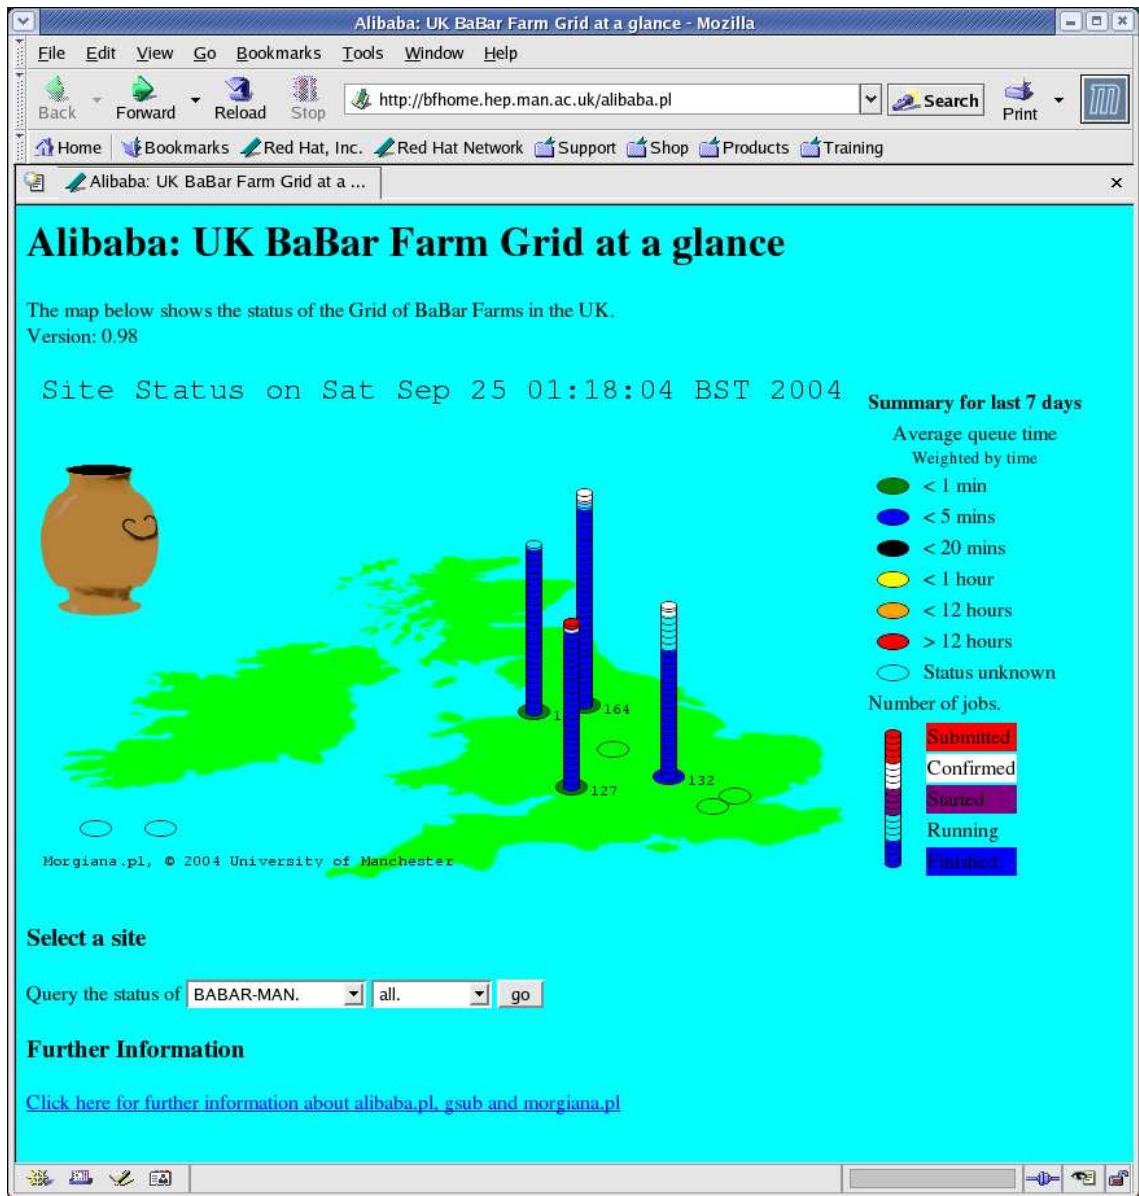 Alibaba: UK BaBar Farm Grid at a glance - Mozilla
File Edit View Go Bookmarks Tools Window Help
Back Forward Reload Stop http://bfhome.hep.man.ac.uk/alibaba.pl Search Print
Home Bookmarks Red Hat, Inc. Red Hat Network Support Shop Products Training
Alibaba: UK BaBar Farm Grid at a ...
Alibaba: UK BaBar Farm Grid at a glance
The map below shows the status of the Grid of BaBar Farms in the UK.
Version: 0.98
Site Status on Sat Sep 25 01:18:04 BST 2004
164
132
127
Morgiana.pl, © 2004 University of Manchester
Summary for last 7 days
Average queue time
Weighted by time
< 1 min
< 5 mins
< 20 mins
< 1 hour
< 12 hours
> 12 hours
Status unknown
Number of jobs.
Submitted
Confirmed
Started
Running
Finished.
Select a site
Query the status of BABAR-MAN. all. go
Further Information
Click here for further information about alibaba.pl, gsub and morgiana.pl